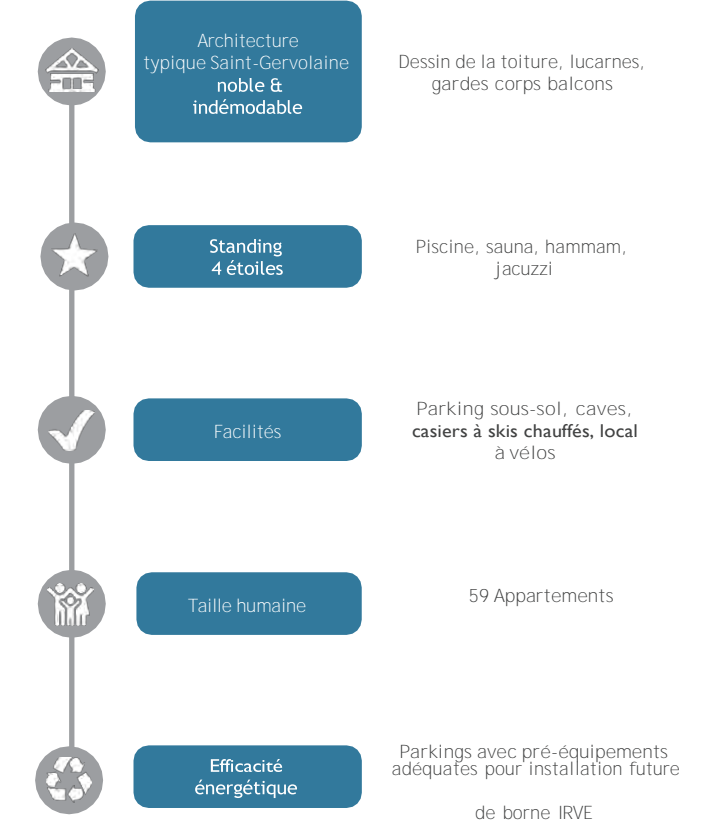 Architecture
typique Saint-Gervolaine
noble &
indémodable
Dessin de la toiture, lucarnes,
gardes corps balcons
Standing
4 étoiles
Piscine, sauna, hammam,
jacuzzi
Facilités
Parking sous-sol, caves,
casiers à skis chauffés, local
à vélos
Taille humaine
59 Appartements
Efficacité
énergétique
Parkings avec pré-équipements
adéquates pour installation future
de borne IRVE